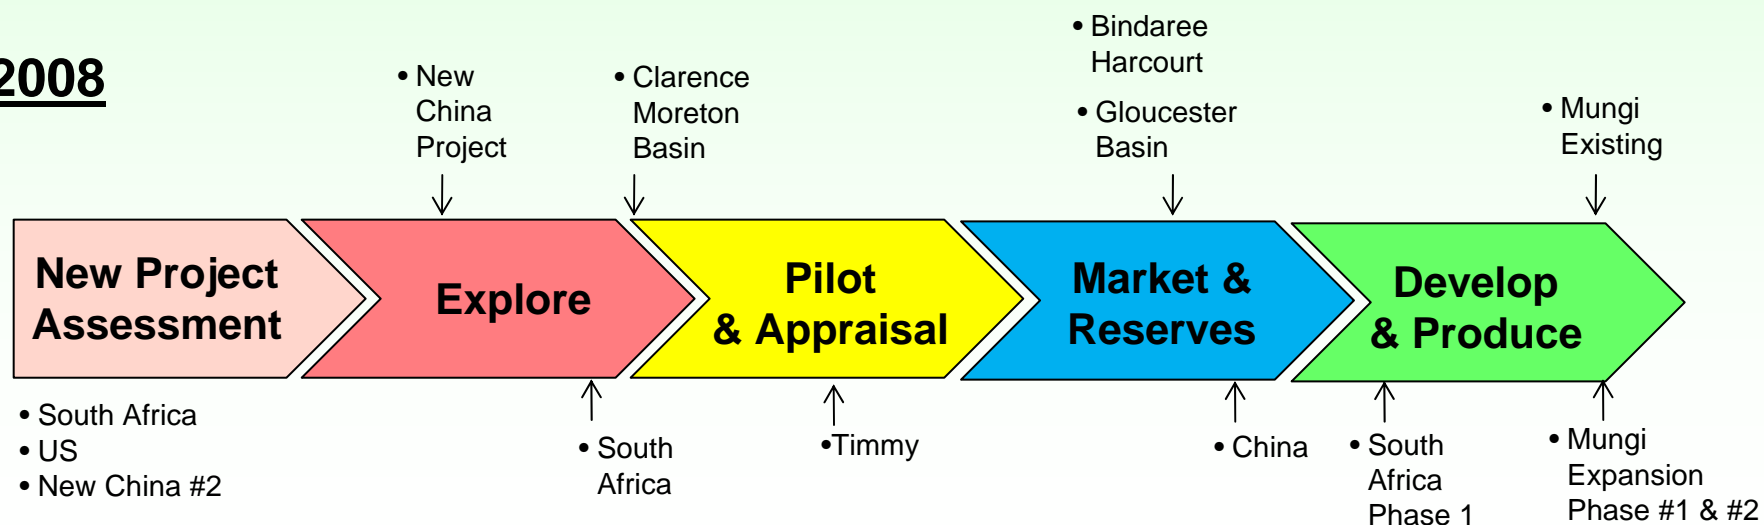 2008
• New
China
Project
• Clarence
Moreton
Basin
• Bindaree
Harcourt
• Gloucester
Basin
• Mungi
Existing
New Project
Assessment
Explore
Pilot
& Appraisal
Market &
Reserves
Develop
& Produce
• South Africa
• US
• New China #2
• South
Africa
•Timmy
• China
• South
Africa
Phase 1
• Mungi
Expansion
Phase #1 & #2